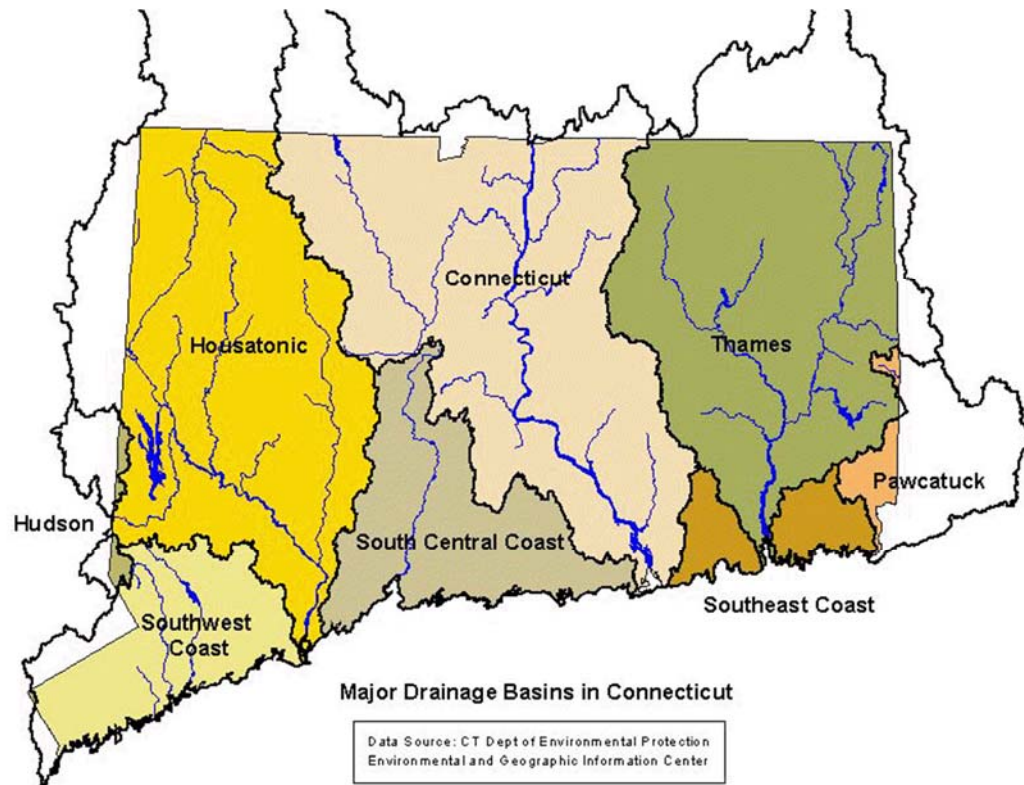 Connecticut
Housatonic
Thames
Pawcatuck
Hudson
South Central Coast
Southeast Coast
Southwest
Coast
Major Drainage Basins in Connecticut
Data Source: CT Dept of Environmental Protection
Environmental and Geographic Information Center